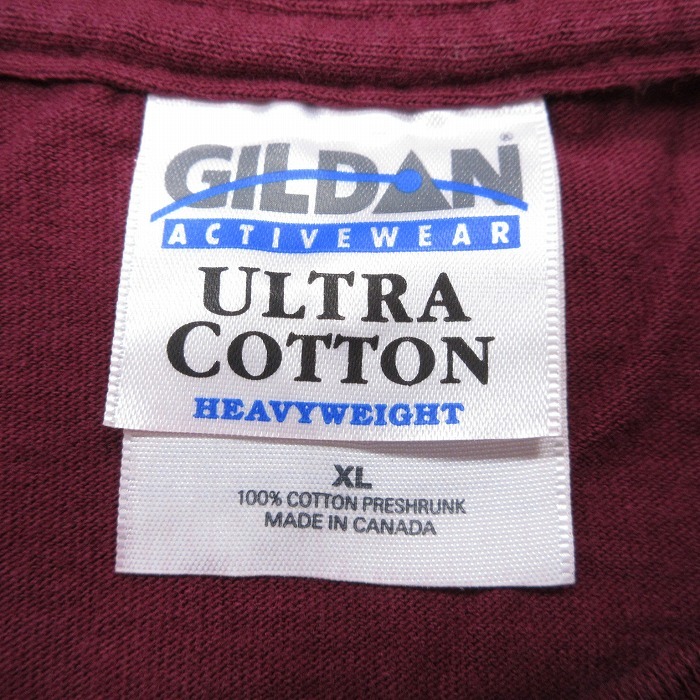 GILDAN®
ACTIVEWEAR
ULTRA
COTTON
HEAVYWEIGHT
XL
100% COTTON PRESHRUNK
MADE IN CANADA